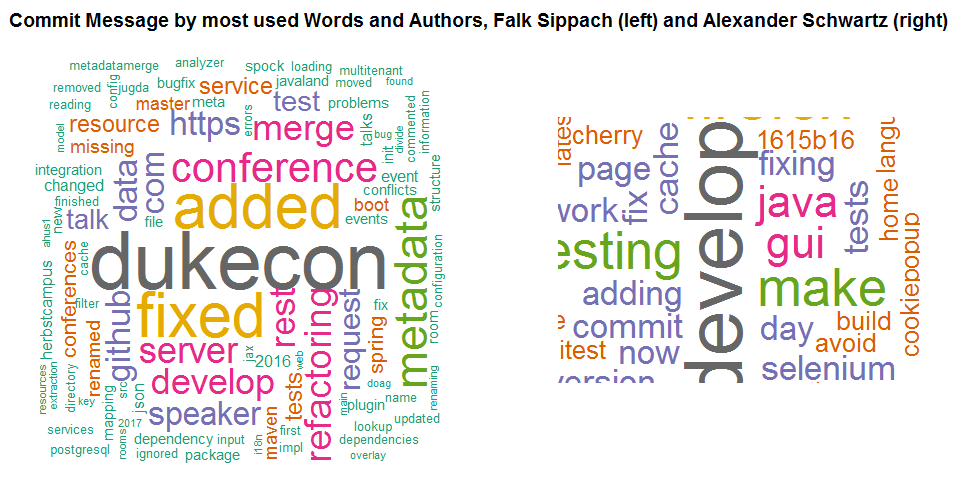 Commit Message by most used Words and Authors, Falk Sippach (left) and Alexander Schwartz (right)
metadatamerge
analyzer
spock
loading
multitenant
removed
jugda
config
bugfix
service
javaland
moved
found
reading
master
meta
test
problems
resource
https
errors
merge
talks
bug
divide
commented
information
model
missing
init
integration
data
com
conference
event
structure
changed
conflicts
finished
added
boot
new
talk
file
events
ahus1
dukecon
metadata
cache
conferences
herbstcampus
filter
github
fixed
rest
refactoring
request
fix
spring
room
configuration
renamed
server
jax
2016
web
resources
extraction
directory
develop
doag
renaming
key
src
json
tests
main
plugin
name
mapping
speaker
updated
services
rooms
2017
maven
first
lookup
dependency
input
i18n
impl
dependencies
postgresql
ignored
package
overlay
cherry
develop
1615b16
page
cache
fixing
fix
java
tests
home
esting
gui
adding
make
cookiepopup
commit
day
build
itest
now
avoid
selenium